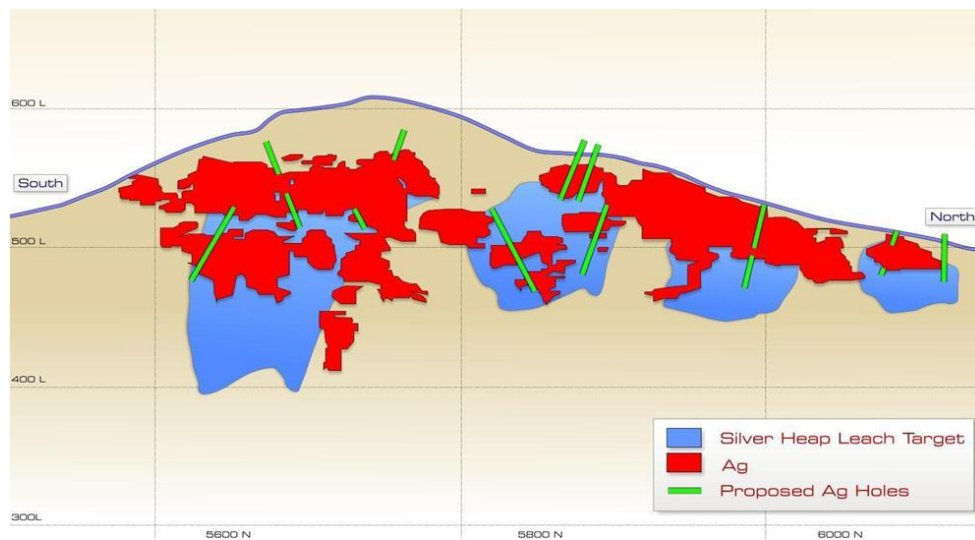 600 L
South
500 L
North
400 L
Silver Heap Leach Target
Ag
Proposed Ag Holes
300L
5600 N
5800 N
6000 N